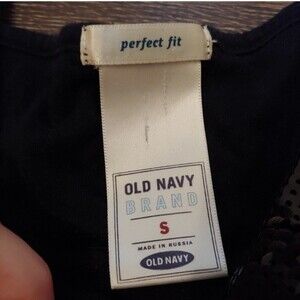 perfect fit
OLD NAVY
BRAND
S
MADE IN RUSSIA
OLD NAVY